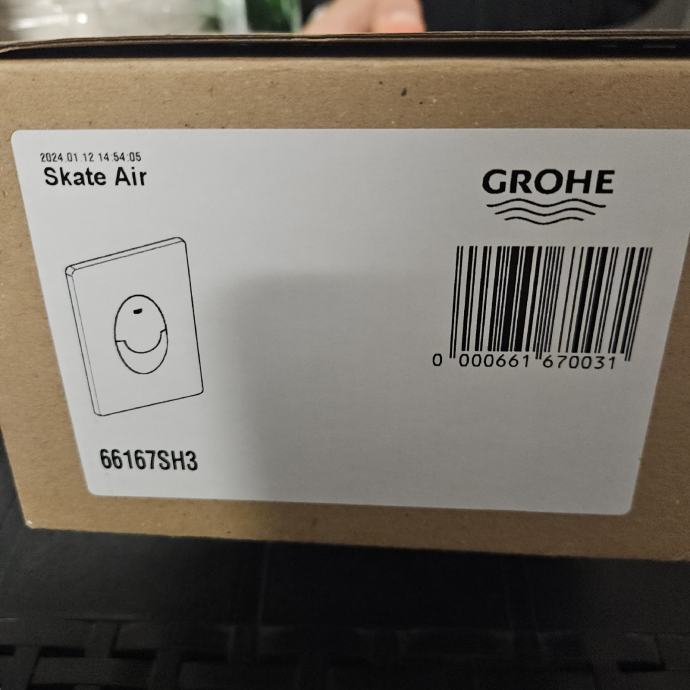 2024.01.12 14:54:05
Skate Air
GROHE
0 000661 670031
66167SH3